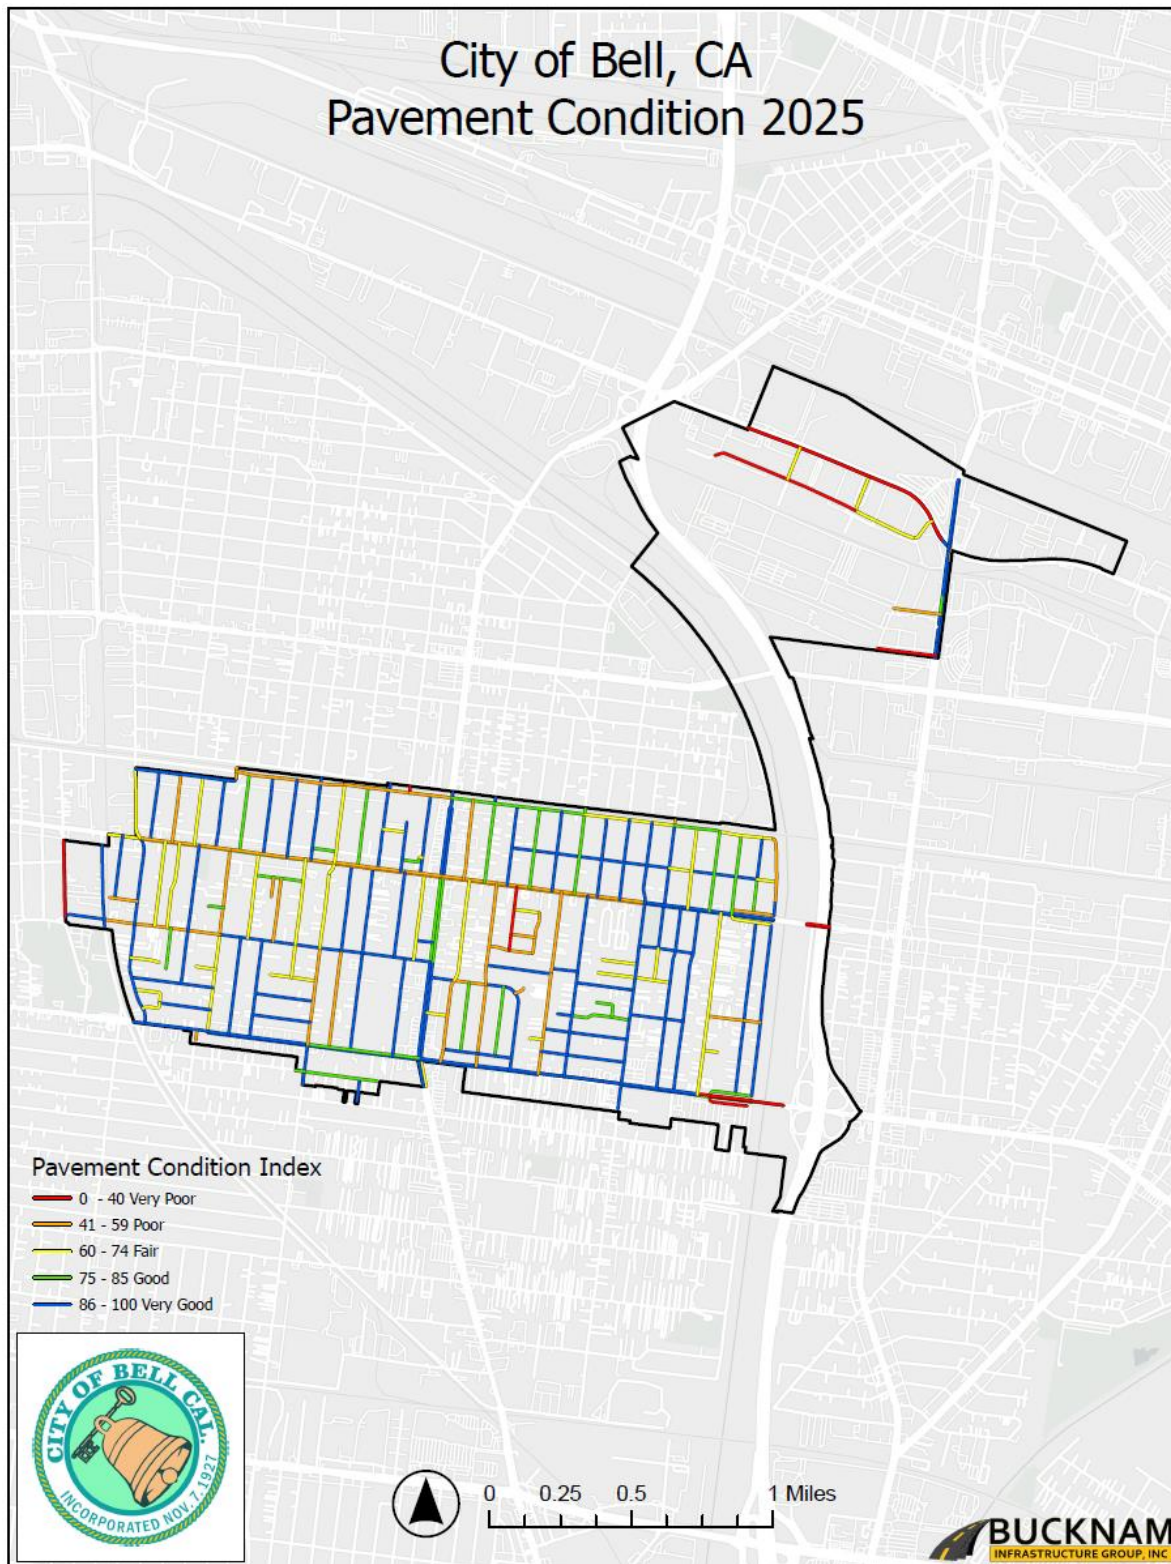 City of Bell, CA
Pavement Condition 2025
Pavement Condition Index
0 - 40 Very Poor
41 - 59 Poor
60 - 74 Fair
75 - 85 Good
86 - 100 Very Good
CITY OF BELL CAL.
INCORPORATED NOV. 7, 1927
0 0.25 0.5 1 Miles
BUCKNAM
INFRASTRUCTURE GROUP, INC